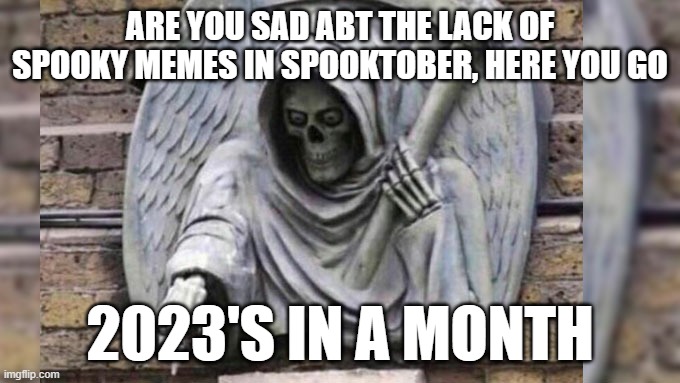 ARE YOU SAD ABT THE LACK OF
SPOOKY MEMES IN SPOOKTOBER, HERE YOU GO
2023'S IN A MONTH
imgflip.com